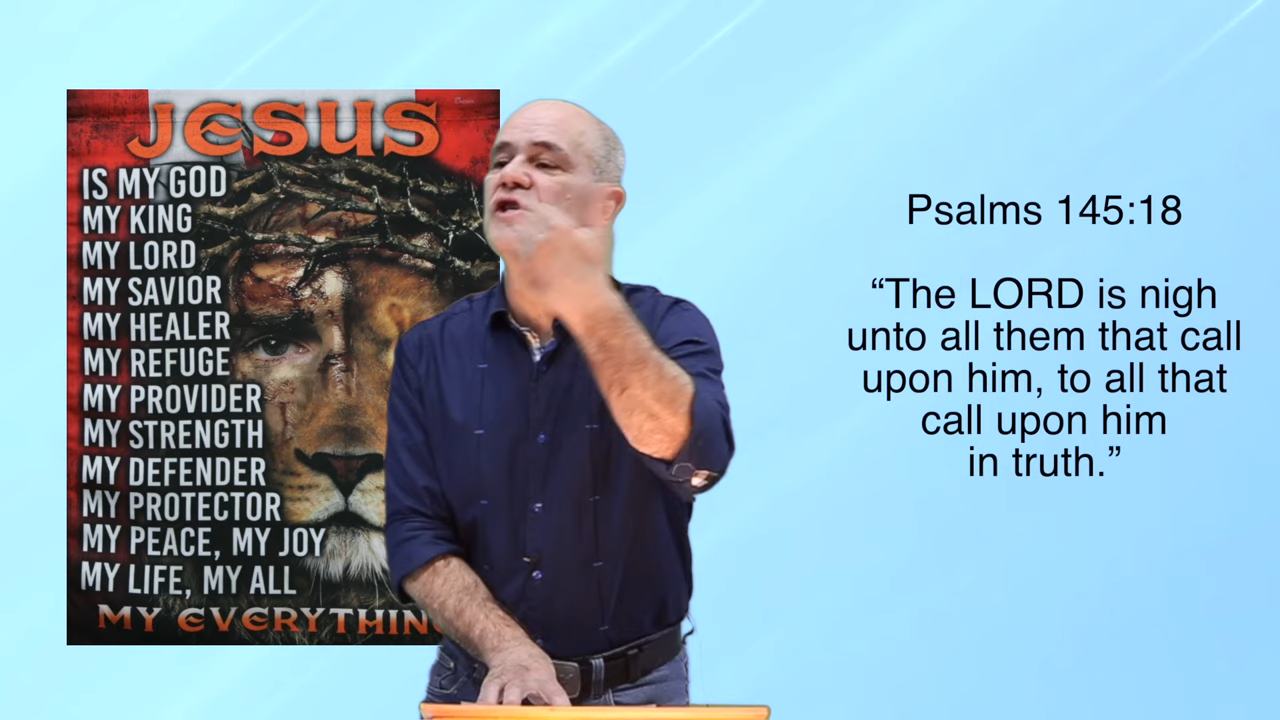 JESUS
IS MY GOD
MY KING
MY LORD
MY SAVIOR
MY HEALER
MY REFUGE
MY PROVIDER
MY STRENGTH
MY DEFENDER
MY PROTECTOR
MY PEACE, MY JOY
MY LIFE, MY ALL
MY EVERYTHING
Psalms 145:18
“The LORD is nigh
unto all them that call
upon him, to all that
call upon him
in truth.”